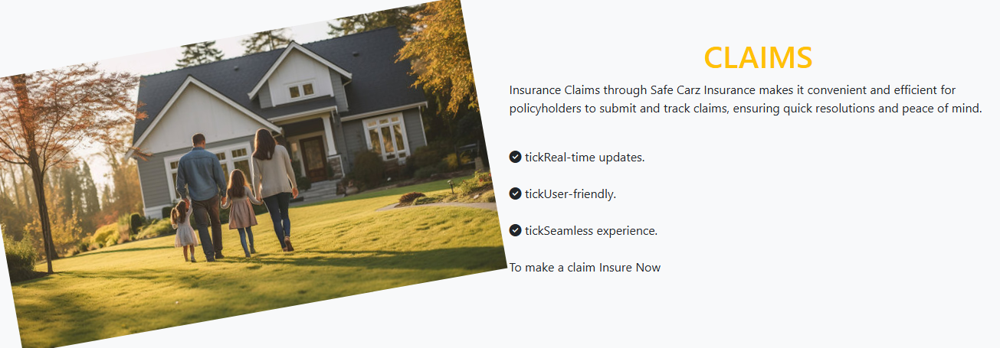 CLAIMS
Insurance Claims through Safe Carz Insurance makes it convenient and efficient for
policyholders to submit and track claims, ensuring quick resolutions and peace of mind.
tickReal-time updates.
tickUser-friendly.
tickSeamless experience.
To make a claim Insure Now